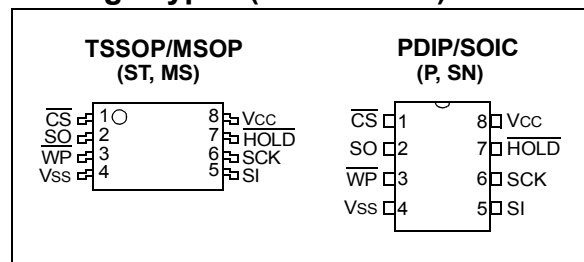 TSSOP/MSOP
(ST, MS)
CS 1 8 VCC
SO 2 7 HOLD
WP 3 6 SCK
VSS 4 5 SI
PDIP/SOIC
(P, SN)
CS 1 8 VCC
SO 2 7 HOLD
WP 3 6 SCK
VSS 4 5 SI